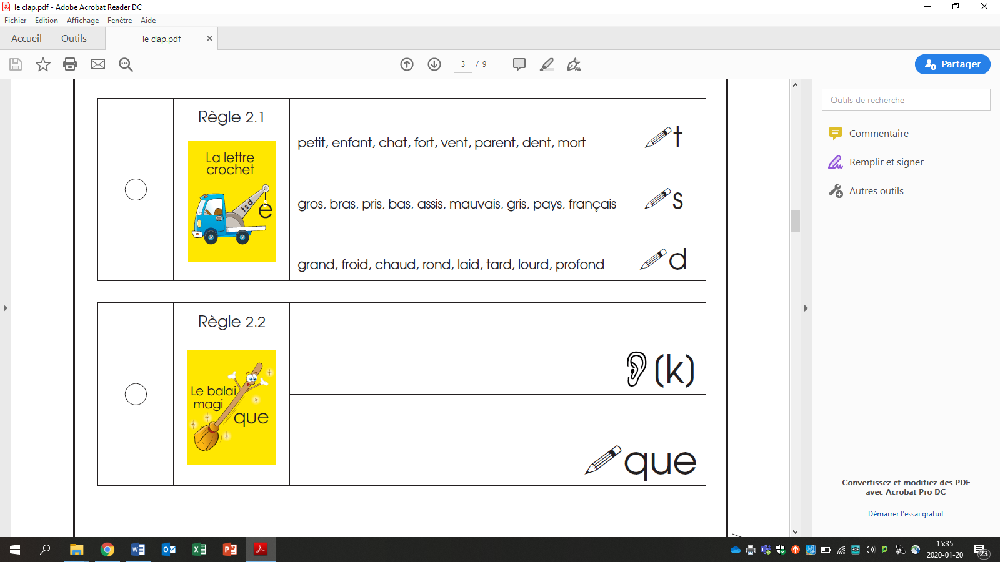 le clap.pdf - Adobe Acrobat Reader DC
Fichier Edition Affichage Fenêtre Aide
Accueil Outils le clap.pdf ×
3 / 9
Partager
Règle 2.1
La lettre
crochet
t s d
e
petit, enfant, chat, fort, vent, parent, dent, mort
t
gros, bras, pris, bas, assis, mauvais, gris, pays, français
s
grand, froid, chaud, rond, laid, tard, lourd, profond
d
Règle 2.2
Le balai
magi
que
(k)
que
Outils de recherche
Commentaire
Remplir et signer
Autres outils
Convertissez et modifiez des PDF
avec Acrobat Pro DC
Démarrer l'essai gratuit
15:35
2020-01-20
23